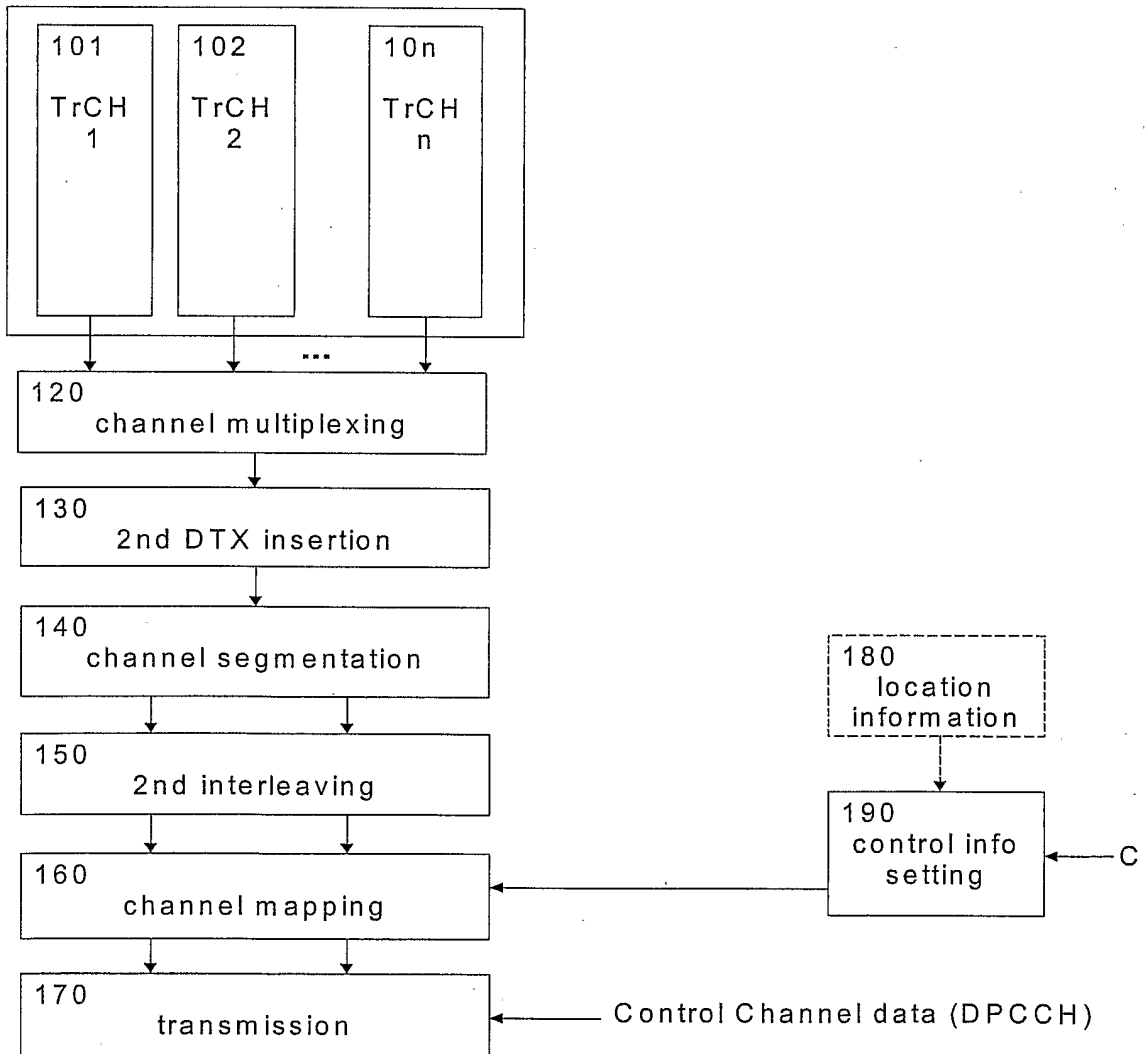 101
TrCH
1
102
TrCH
2
10n
TrCH
n
...
120
channel multiplexing
130
2nd DTX insertion
140
channel segmentation
150
2nd interleaving
160
channel mapping
170
transmission
180
location
information
190
control info
setting
C
Control Channel data (DPCCH)